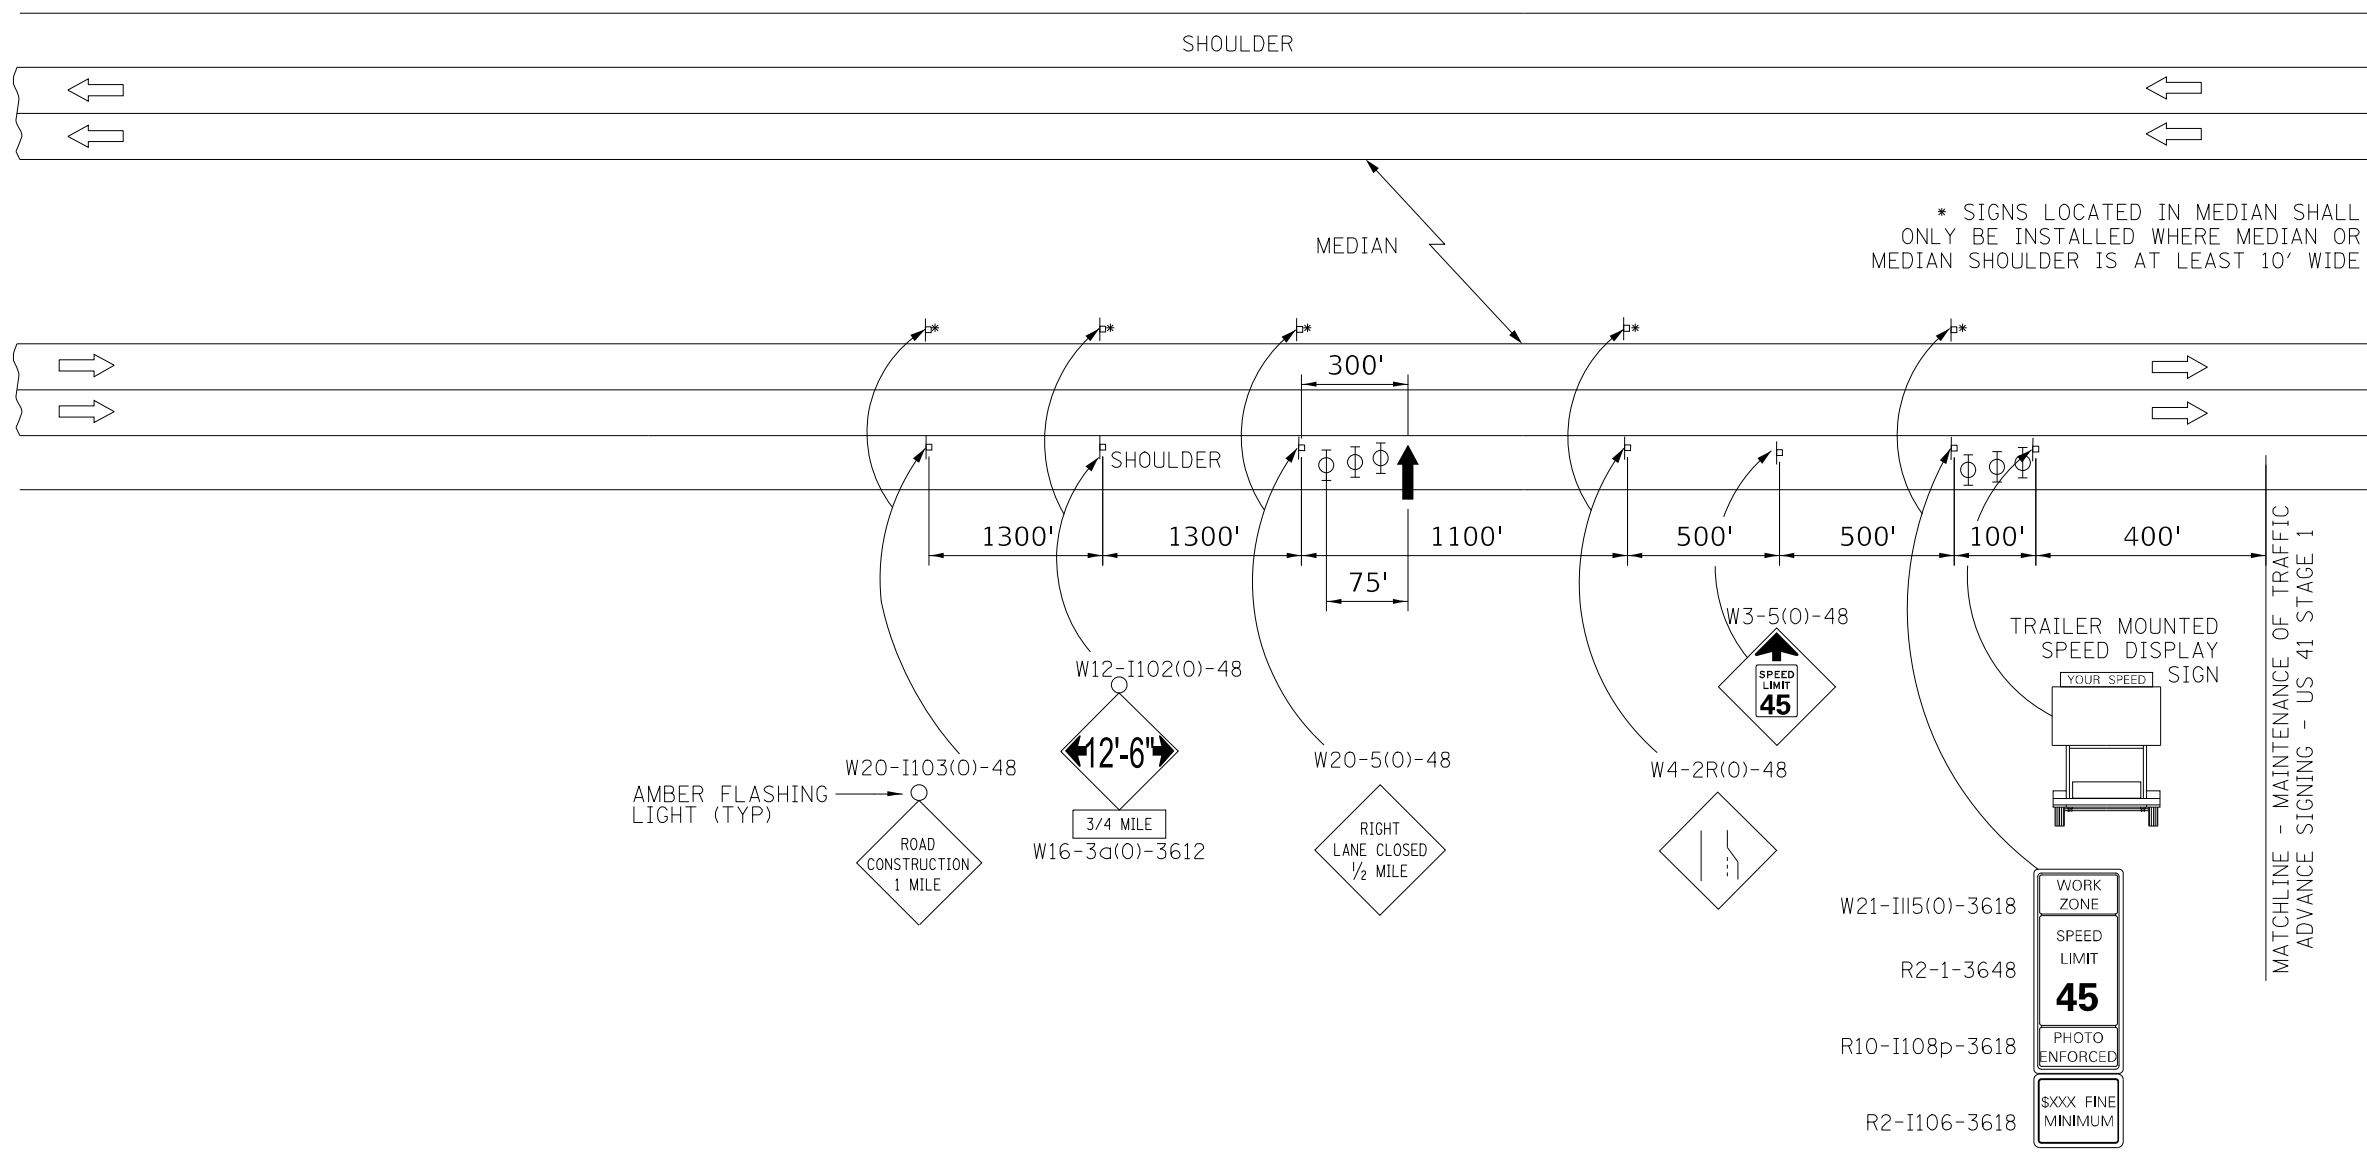 SHOULDER
* SIGNS LOCATED IN MEDIAN SHALL
ONLY BE INSTALLED WHERE MEDIAN OR
MEDIAN SHOULDER IS AT LEAST 10' WIDE
MEDIAN
*
*
*
*
*
300'
SHOULDER
1300'
1300'
1100'
500'
500'
100'
400'
75'
W3-5(O)-48
SPEED
LIMIT
45
TRAILER MOUNTED
SPEED DISPLAY
SIGN
YOUR SPEED
W12-I102(O)-48
12'-6"
3/4 MILE
W16-3a(O)-3612
W20-I103(O)-48
AMBER FLASHING
LIGHT (TYP)
ROAD
CONSTRUCTION
1 MILE
W20-5(O)-48
RIGHT
LANE CLOSED
1/2 MILE
W4-2R(O)-48
W21-I115(O)-3618
WORK
ZONE
R2-1-3648
SPEED
LIMIT
45
R10-I108p-3618
PHOTO
ENFORCED
R2-I106-3618
$XXX FINE
MINIMUM
MATCHLINE - MAINTENANCE OF TRAFFIC
ADVANCE SIGNING - US 41 STAGE 1